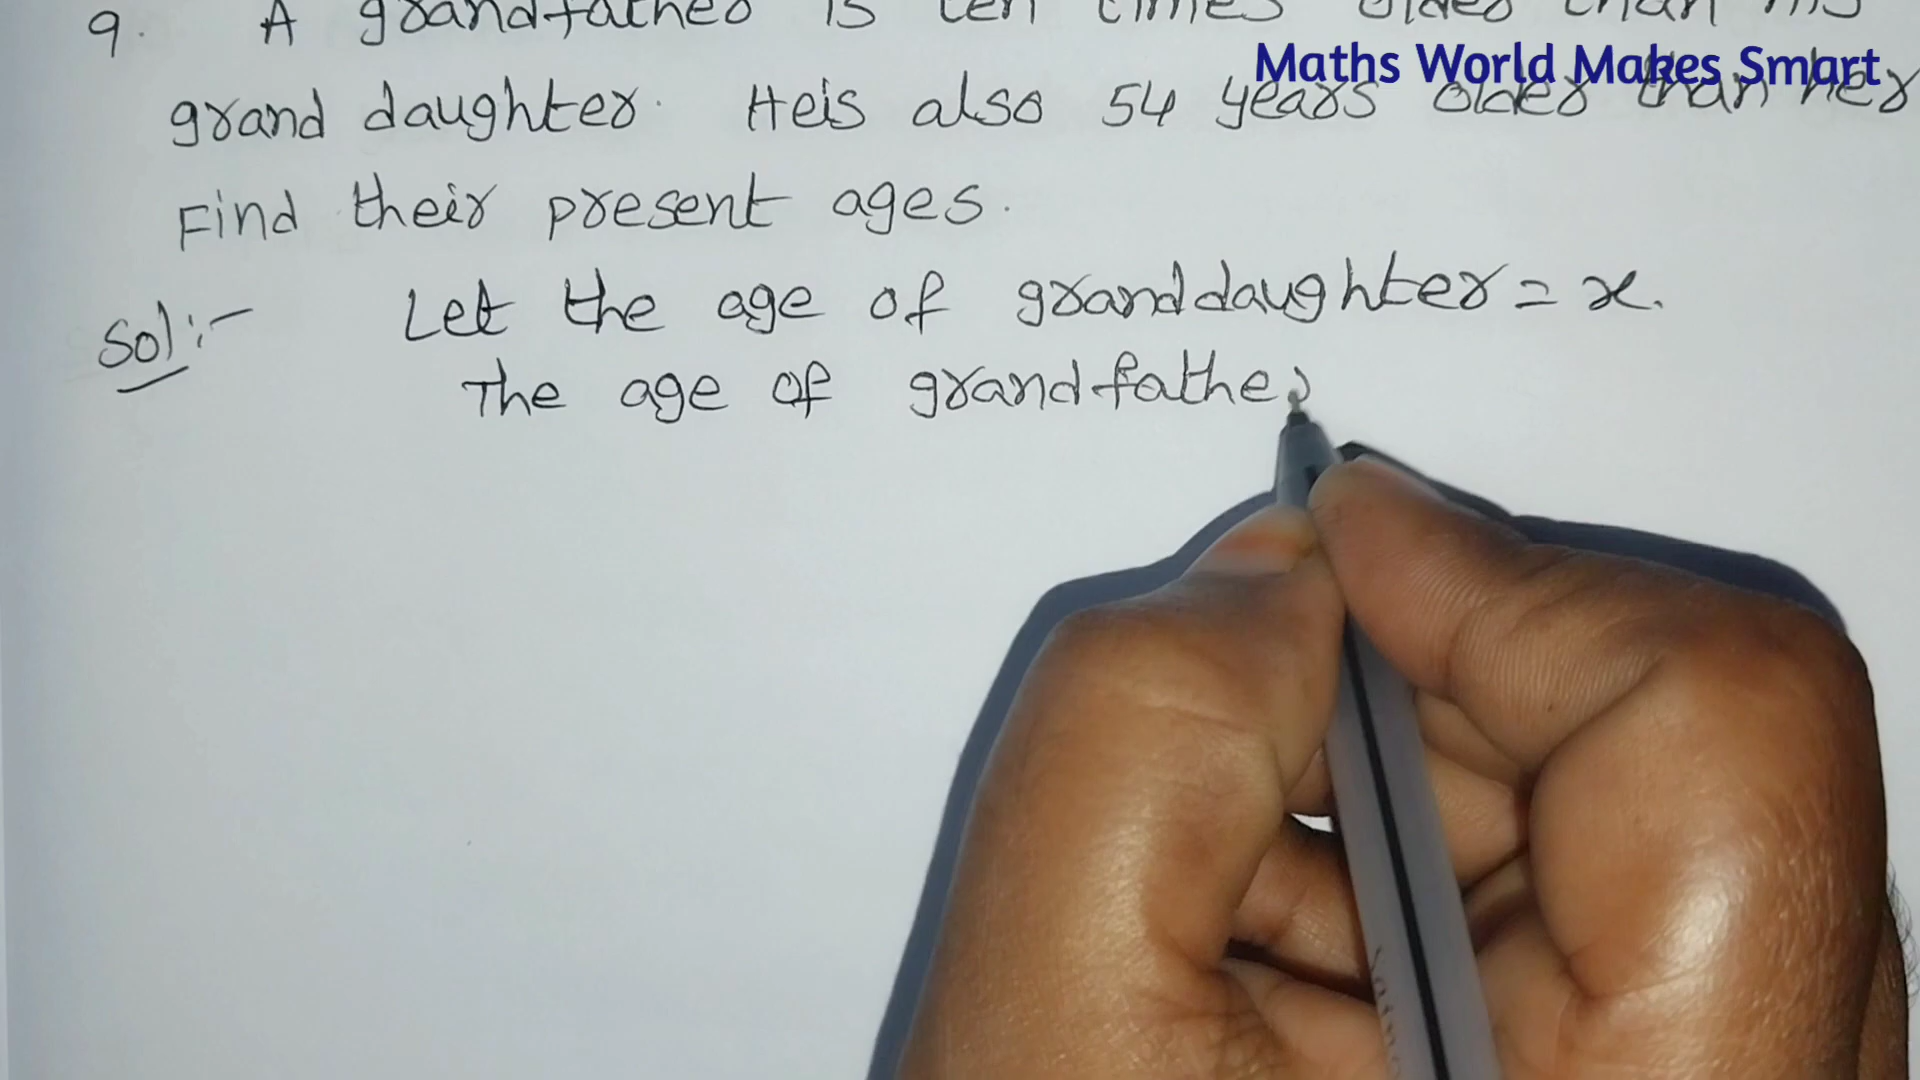 9. A grandfather is ten times older than his
Maths World Makes Smart
grand daughter. He is also 54 years older than her
Find their present ages.
Sol:- Let the age of granddaughter = x.
The age of grandfather